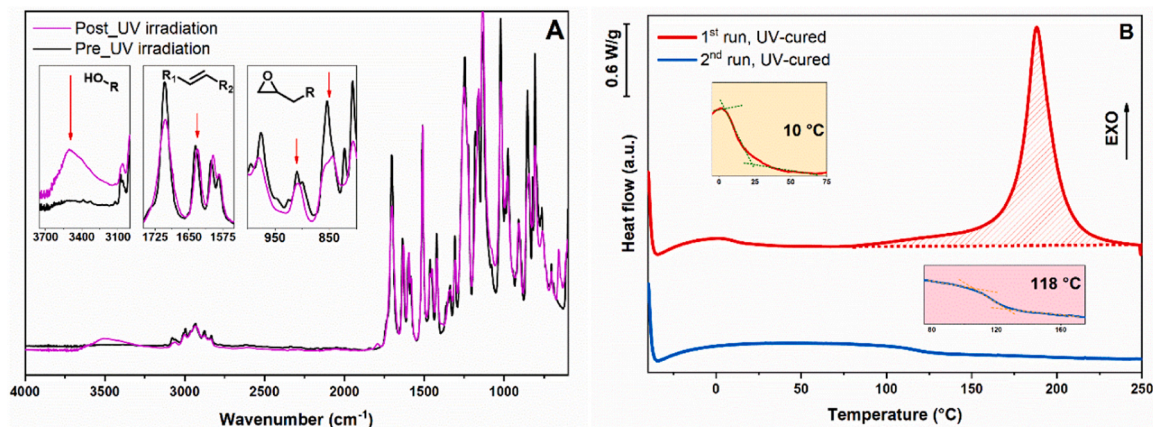 A
Post_UV irradiation
Pre_UV irradiation
HO
R
R1
R2
O
R
3700 3400 3100
1725 1650 1575
950 850
4000 3500 3000 2500 2000 1500 1000
Wavenumber (cm-1)
B
0.6 W/g
1st run, UV-cured
2nd run, UV-cured
10 °C
0 25 50 75
EXO
Heat flow (a.u.)
118 °C
80 120 160
0 50 100 150 200 250
Temperature (°C)